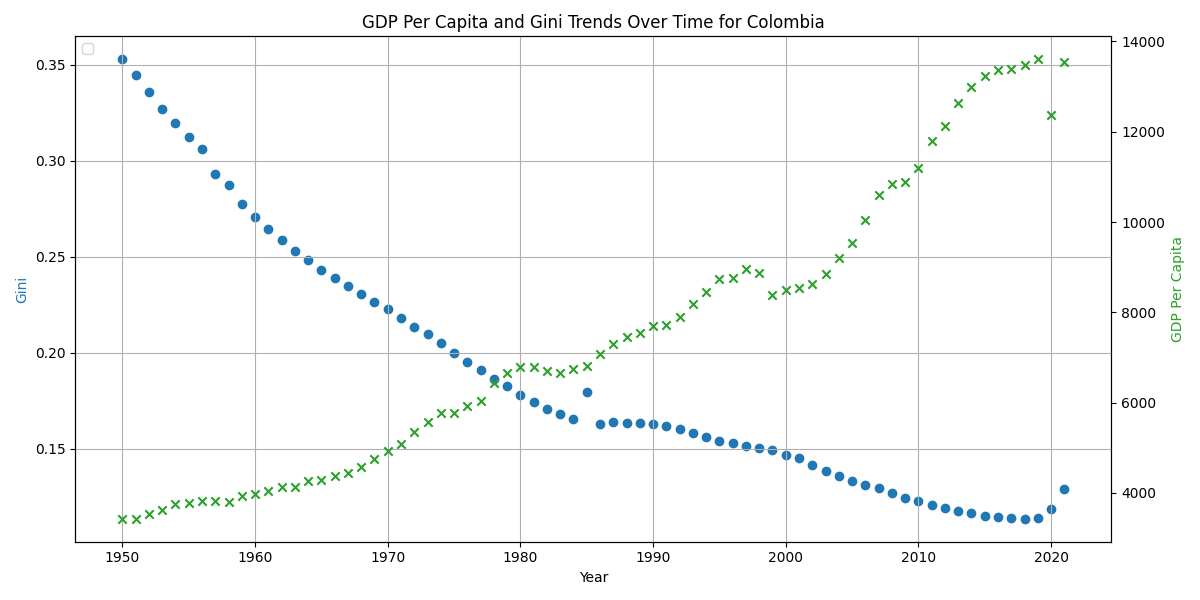 GDP Per Capita and Gini Trends Over Time for Colombia
0.35
0.30
0.25
0.20
0.15
Gini
14000
12000
10000
8000
6000
4000
GDP Per Capita
1950 1960 1970 1980 1990 2000 2010 2020
Year